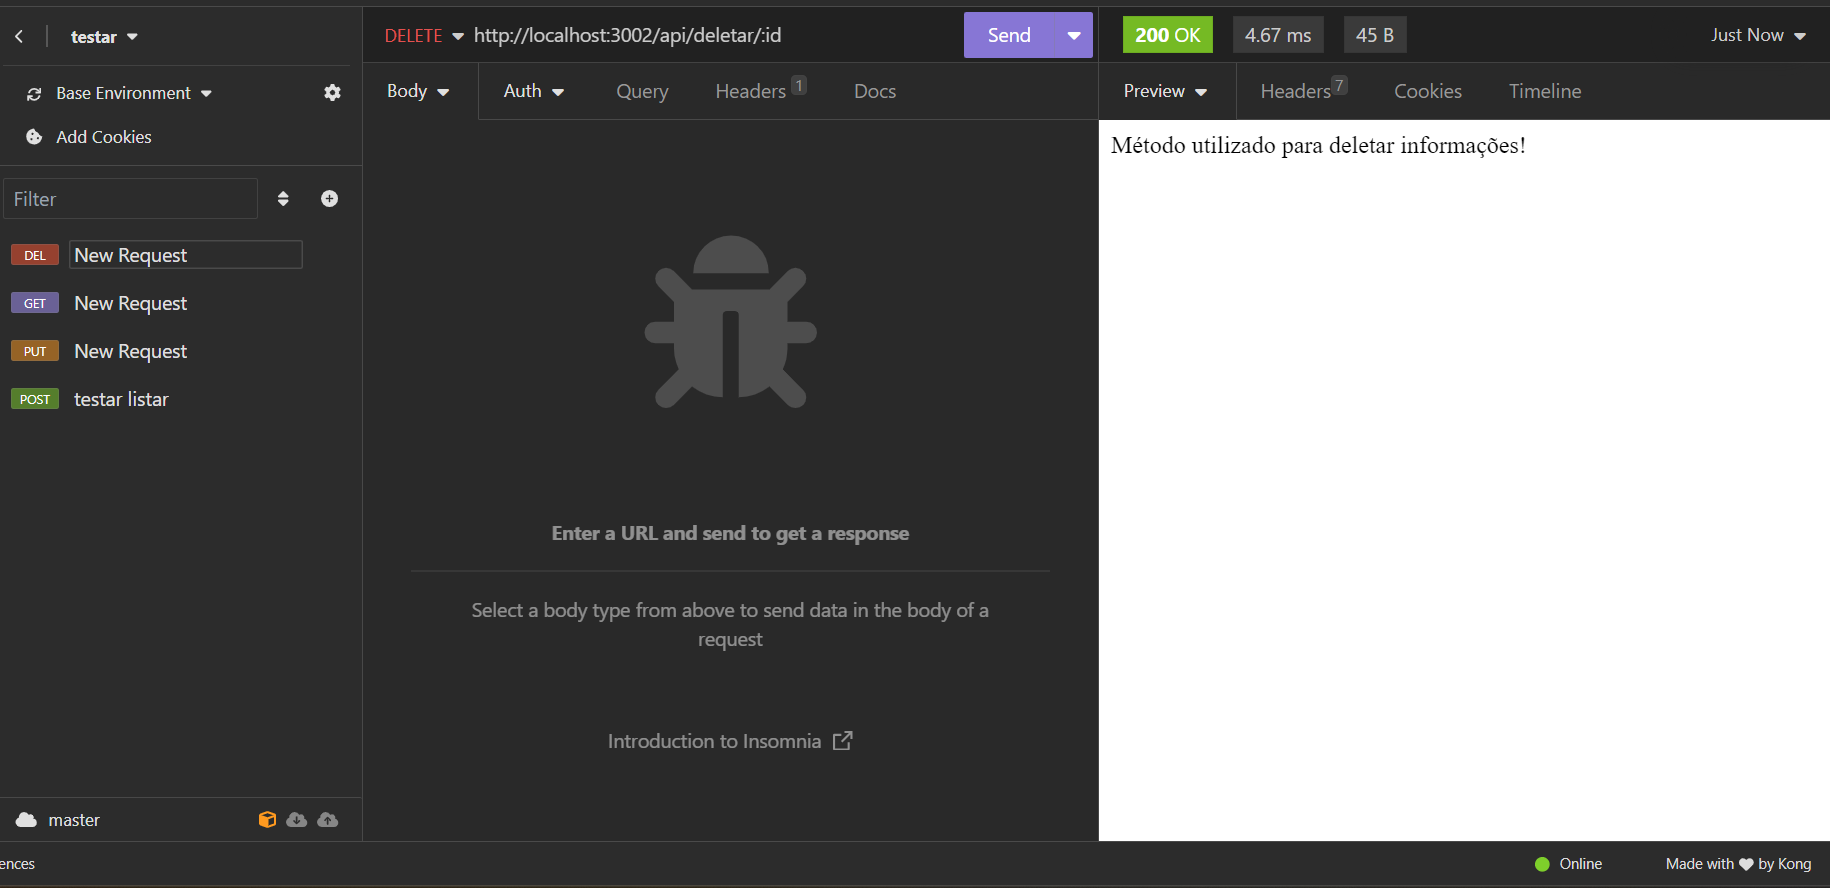 testar
Base Environment
Add Cookies
Filter
DEL New Request
GET New Request
PUT New Request
POST testar listar
master
DELETE http://localhost:3002/api/deletar/:id Send
Body Auth Query Headers 1 Docs
Enter a URL and send to get a response
Select a body type from above to send data in the body of a
request
Introduction to Insomnia
200 OK 4.67 ms 45 B Just Now
Preview Headers 7 Cookies Timeline
Método utilizado para deletar informações!
ences Online Made with by Kong